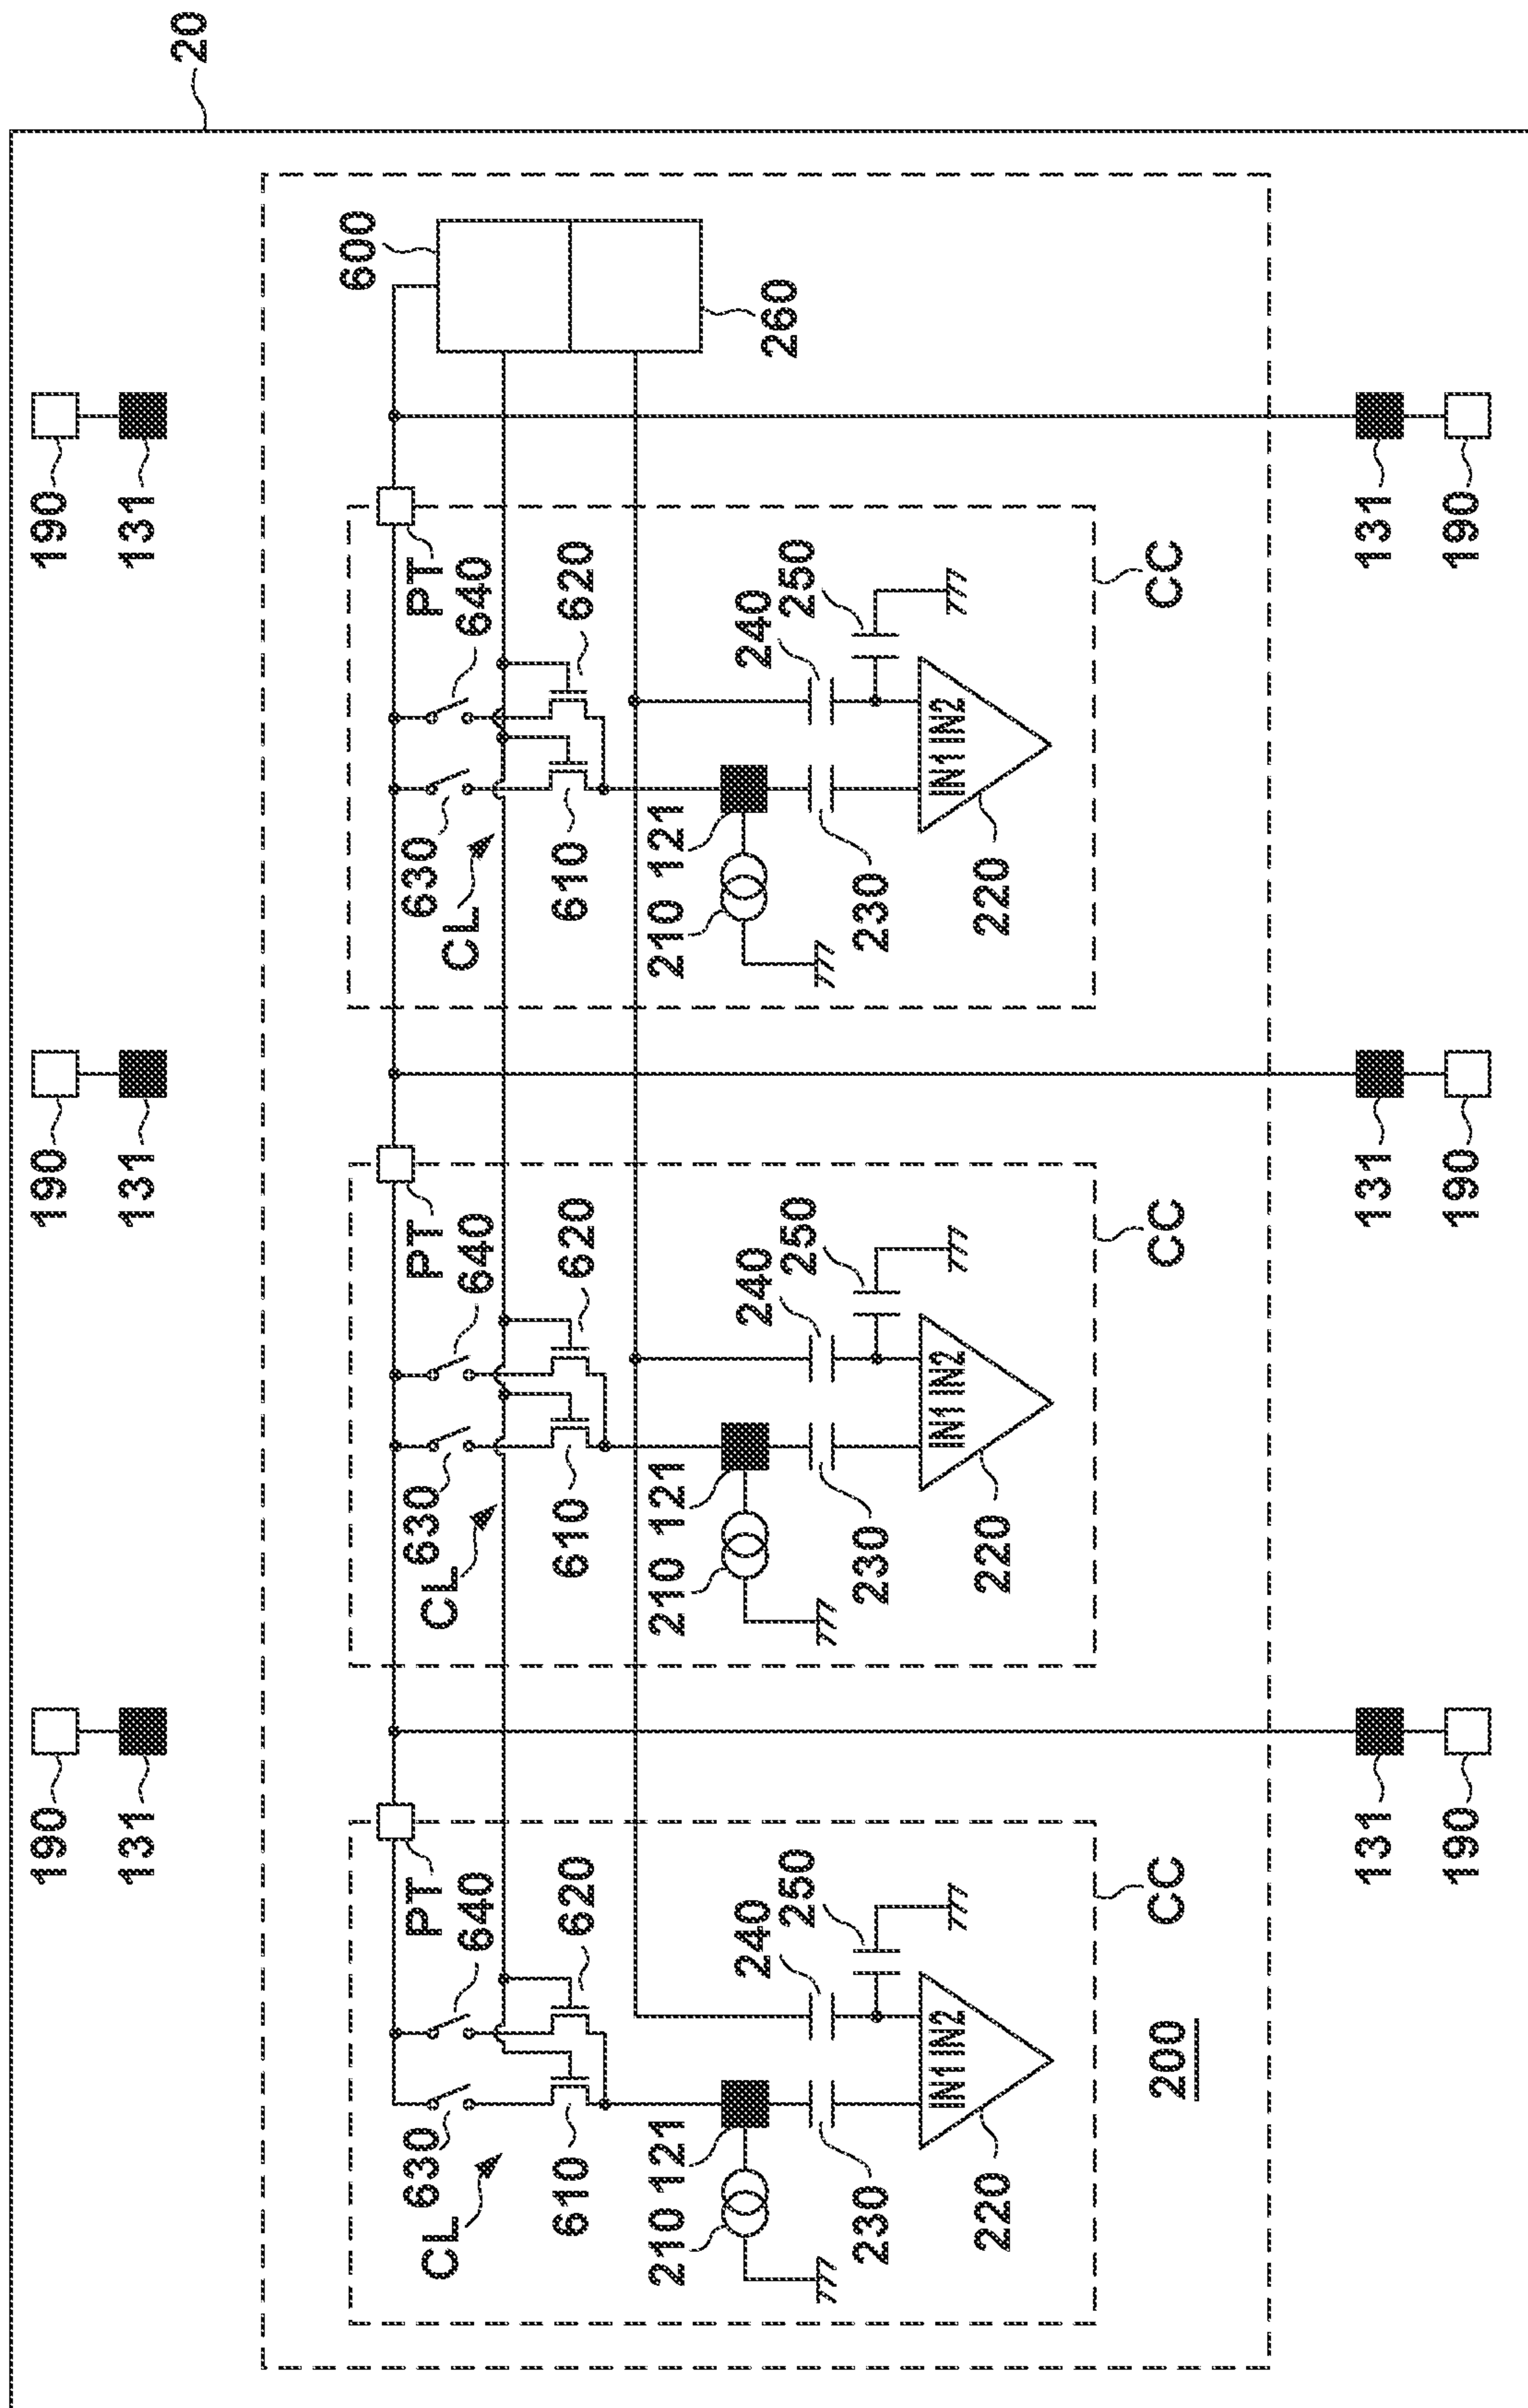 190 190 190
131 131 131
20
600
630 PT 630 PT 630 PT
CL 640 CL 640 CL 640
610 620 610 620 610 620
210 121 210 121 210 121
240 240 240
260
250 250 250
230 230 230
IN1 IN2 IN1 IN2 IN1 IN2
220 220 220
200 CC CC CC
131 131 131
190 190 190